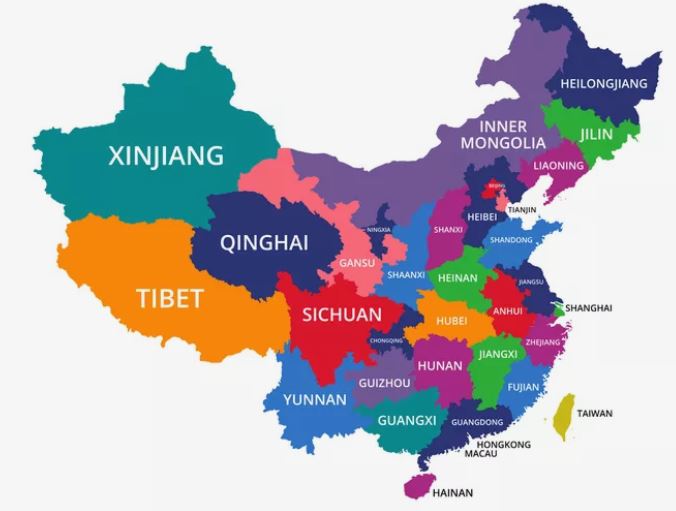 HEILONGJIANG
INNER
MONGOLIA
JILIN
XINJIANG
LIAONING
BEIJING
TIANJIN
HEIBEI
NINGXIA
SHANXI
QINGHAI
SHANDONG
GANSU
SHAANXI
HEINAN
JIANGSU
TIBET
SICHUAN
HUBEI
ANHUI
SHANGHAI
CHONGQING
ZHEJIANG
JIANGXI
HUNAN
GUIZHOU
FUJIAN
YUNNAN
TAIWAN
GUANGXI
GUANGDONG
HONGKONG
MACAU
HAINAN